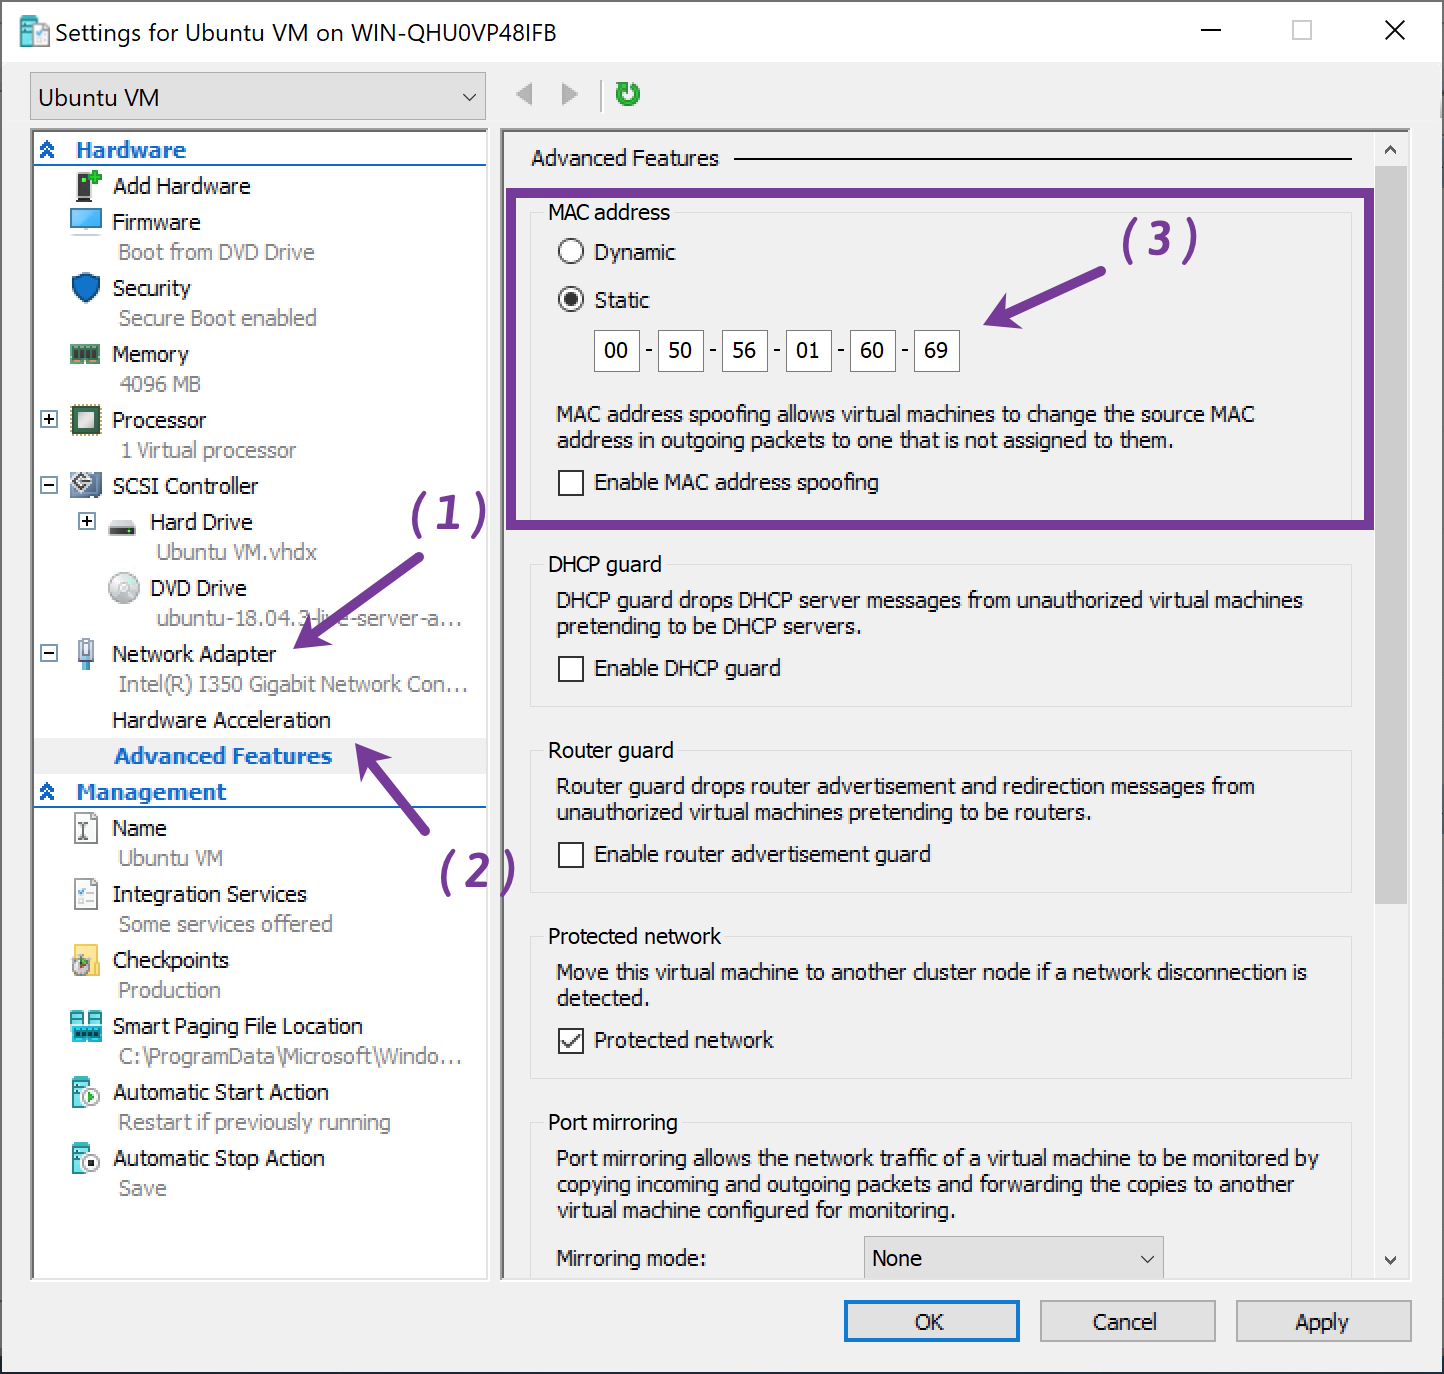 Settings for Ubuntu VM on WIN-QHU0VP48IFB
Ubuntu VM
Hardware
Add Hardware
Firmware
Boot from DVD Drive
Security
Secure Boot enabled
Memory
4096 MB
Processor
1 Virtual processor
SCSI Controller
(1)
Hard Drive
Ubuntu VM.vhdx
DVD Drive
ubuntu-18.04.3-live-server-a...
Network Adapter
Intel(R) I350 Gigabit Network Con...
Hardware Acceleration
Advanced Features
Management
Name
Ubuntu VM
(2)
Integration Services
Some services offered
Checkpoints
Production
Smart Paging File Location
C:\ProgramData\Microsoft\Windo...
Automatic Start Action
Restart if previously running
Automatic Stop Action
Save
Advanced Features
MAC address
(3)
Dynamic
Static
00 - 50 - 56 - 01 - 60 - 69
MAC address spoofing allows virtual machines to change the source MAC
address in outgoing packets to one that is not assigned to them.
Enable MAC address spoofing
DHCP guard
DHCP guard drops DHCP server messages from unauthorized virtual machines
pretending to be DHCP servers.
Enable DHCP guard
Router guard
Router guard drops router advertisement and redirection messages from
unauthorized virtual machines pretending to be routers.
Enable router advertisement guard
Protected network
Move this virtual machine to another cluster node if a network disconnection is
detected.
Protected network
Port mirroring
Port mirroring allows the network traffic of a virtual machine to be monitored by
copying incoming and outgoing packets and forwarding the copies to another
virtual machine configured for monitoring.
Mirroring mode: None
OK Cancel Apply